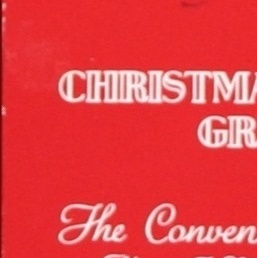 CHRISTMA
GR
The Conven